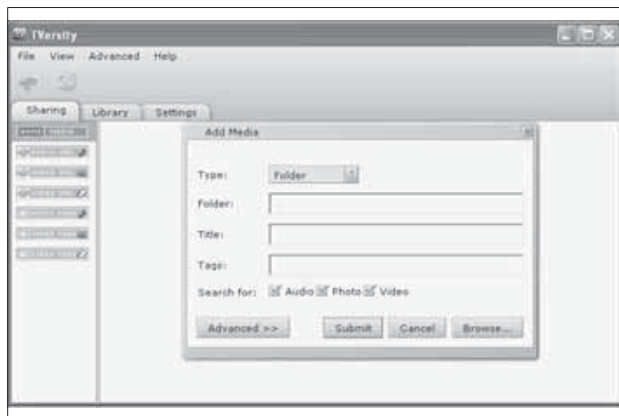 TVersity
File View Advanced Help
Sharing Library Settings
Add Media
Type: Folder
Folder:
Title:
Tags:
Search for: Audio Photo Video
Advanced >> Submit Cancel Browse...